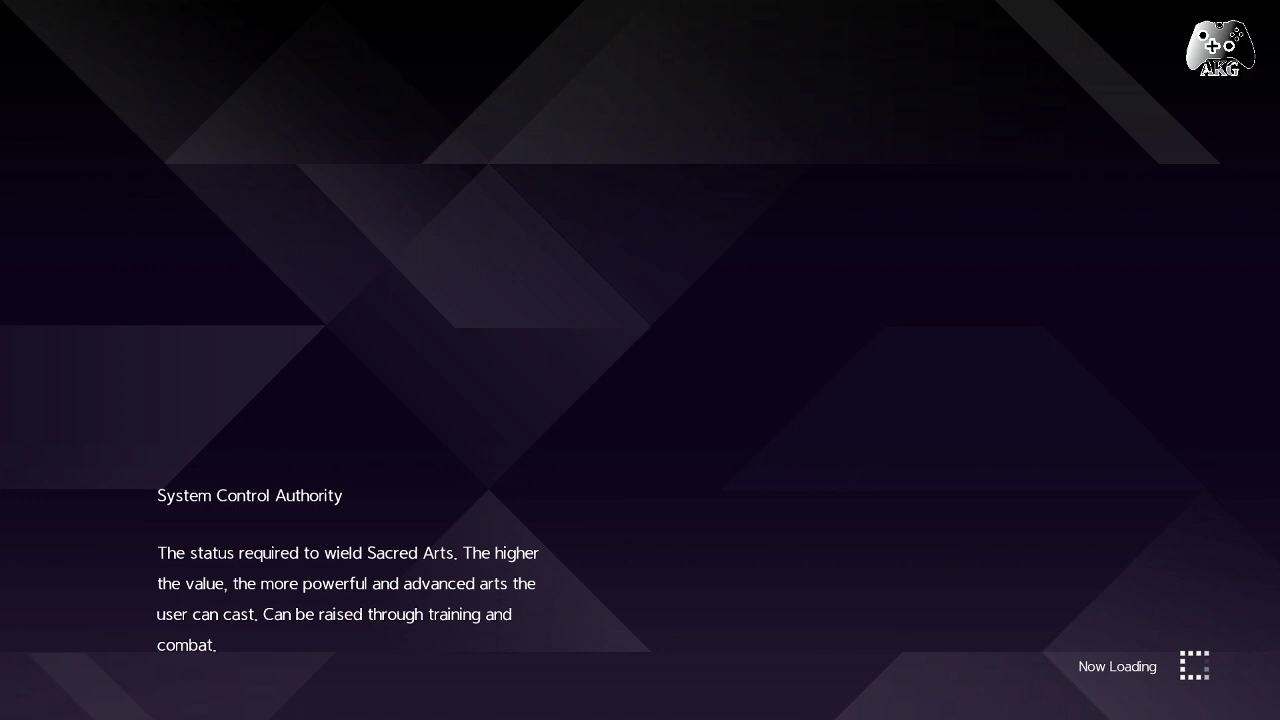 AKG
System Control Authority
The status required to wield Sacred Arts. The higher
the value, the more powerful and advanced arts the
user can cast. Can be raised through training and
combat.
Now Loading